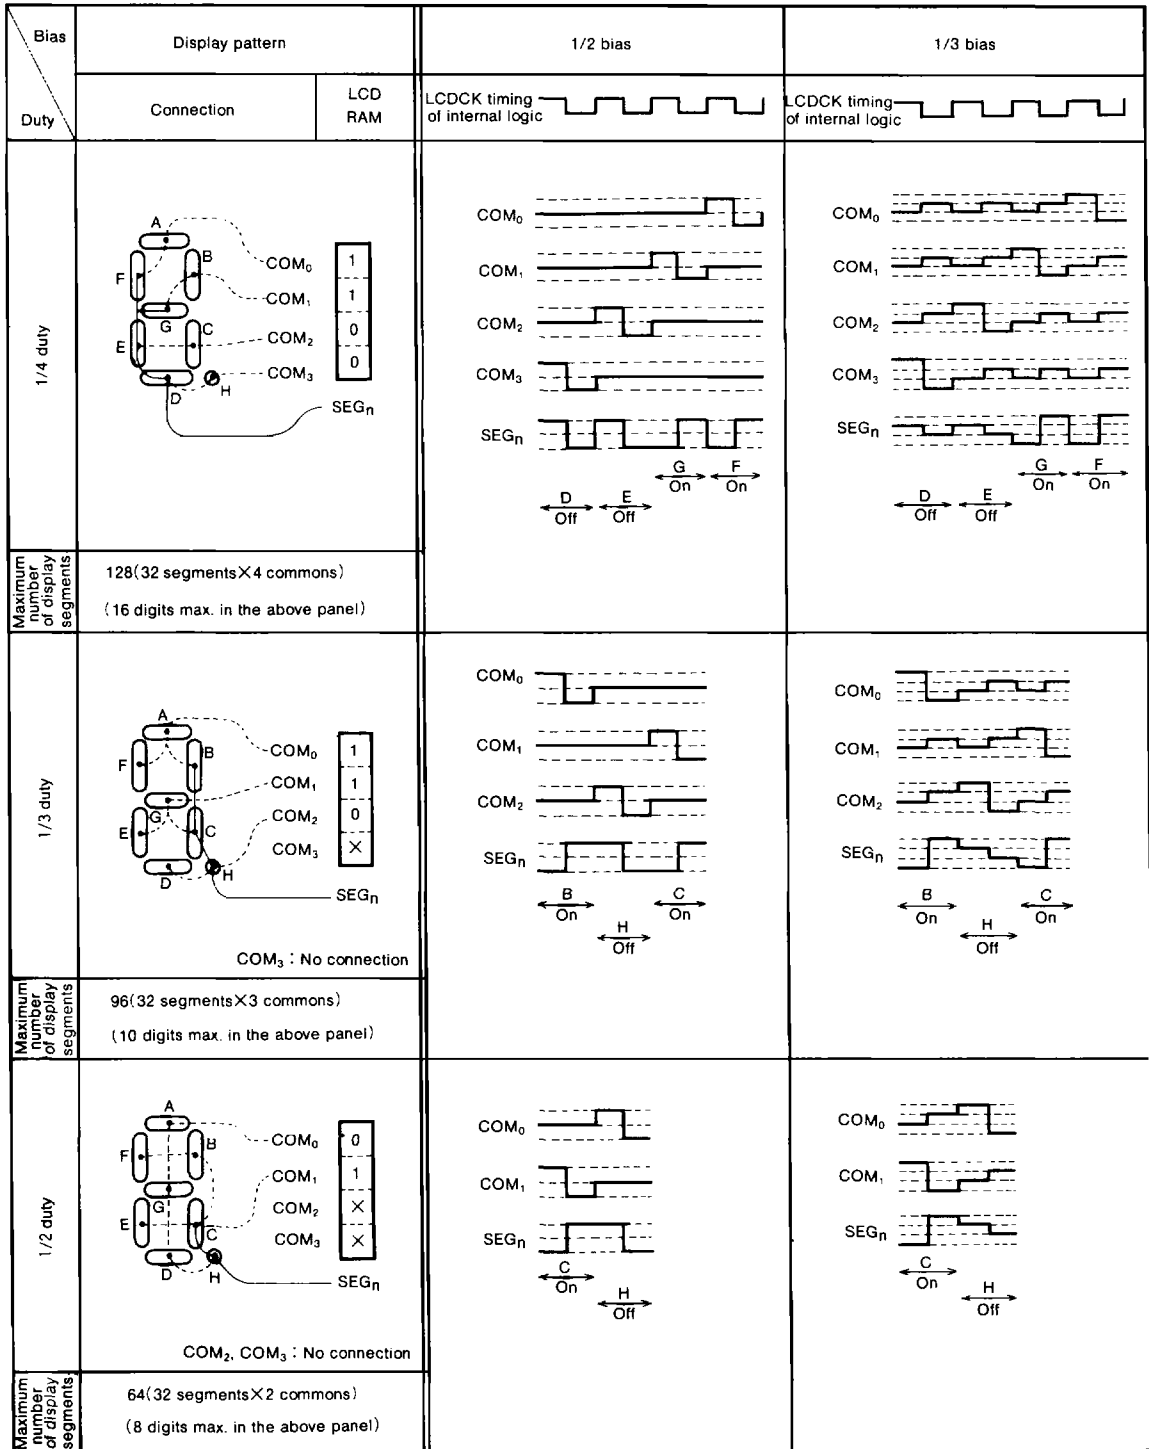 Bias
Duty
Display pattern
1/2 bias
1/3 bias
Connection
LCD
RAM
LCDCK timing
of internal logic
LCDCK timing
of internal logic
1/4 duty
A
B
F
G
C
E
D
H
COM₀
COM₁
COM₂
COM₃
SEGn
1
1
0
0
COM₀
COM₁
COM₂
COM₃
SEGn
G
On
F
On
D
Off
E
Off
COM₀
COM₁
COM₂
COM₃
SEGn
G
On
F
On
D
Off
E
Off
Maximum
number
of display
segments
128(32 segments×4 commons)
(16 digits max. in the above panel)
1/3 duty
A
B
F
G
C
E
D
H
COM₀
COM₁
COM₂
COM₃
SEGn
1
1
0
×
COM₃ : No connection
COM₀
COM₁
COM₂
SEGn
B
On
C
On
H
Off
COM₀
COM₁
COM₂
SEGn
B
On
C
On
H
Off
Maximum
number
of display
segments
96(32 segments×3 commons)
(10 digits max. in the above panel)
1/2 duty
A
B
F
G
C
E
D
H
COM₀
COM₁
COM₂
COM₃
SEGn
0
1
×
×
COM₂, COM₃ : No connection
COM₀
COM₁
SEGn
C
On
H
Off
COM₀
COM₁
SEGn
C
On
H
Off
Maximum
number
of display
segments
64(32 segments×2 commons)
(8 digits max. in the above panel)